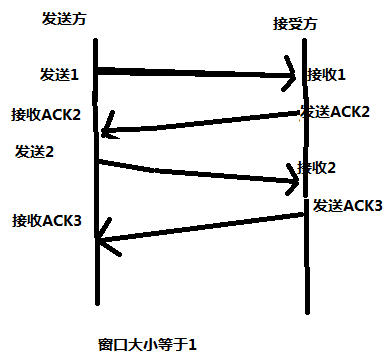 发送方
接受方
发送1
接收1
接收ACK2
发送ACK2
发送2
接收2
接收ACK3
发送ACK3
窗口大小等于1